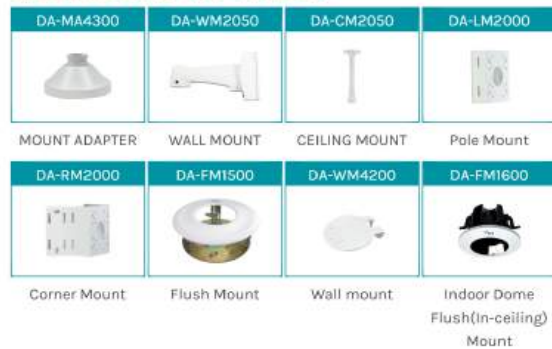 DA-MA4300 DA-WM2050 DA-CM2050 DA-LM2000
MOUNT ADAPTER WALL MOUNT CEILING MOUNT Pole Mount
DA-RM2000 DA-FM1500 DA-WM4200 DA-FM1600
Corner Mount Flush Mount Wall mount Indoor Dome
Flush(In-ceiling)
Mount